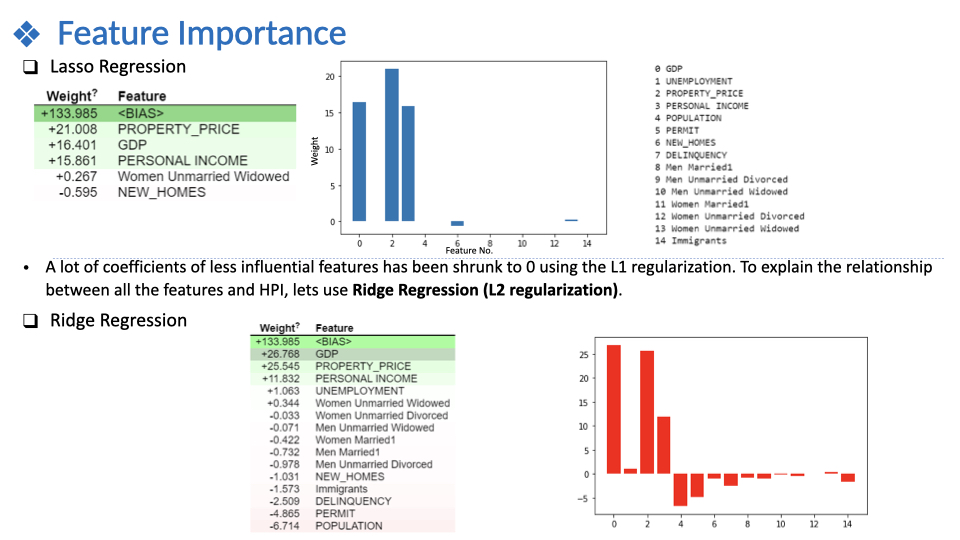 ❖ Feature Importance
❑ Lasso Regression
Weight? Feature
+133.985 <BIAS>
+21.008 PROPERTY_PRICE
+16.401 GDP
+15.861 PERSONAL INCOME
+0.267 Women Unmarried Widowed
-0.595 NEW_HOMES
Weight
20
15
10
5
0
0 2 4 6 8 10 12 14
Feature No.
0 GDP
1 UNEMPLOYMENT
2 PROPERTY_PRICE
3 PERSONAL INCOME
4 POPULATION
5 PERMIT
6 NEW_HOMES
7 DELINQUENCY
8 Men Married1
9 Men Unmarried Divorced
10 Men Unmarried Widowed
11 Women Married1
12 Women Unmarried Divorced
13 Women Unmarried Widowed
14 Immigrants
• A lot of coefficients of less influential features has been shrunk to 0 using the L1 regularization. To explain the relationship
between all the features and HPI, lets use Ridge Regression (L2 regularization).
❑ Ridge Regression
Weight? Feature
+133.985 <BIAS>
+26.768 GDP
+25.545 PROPERTY_PRICE
+11.832 PERSONAL INCOME
+1.063 UNEMPLOYMENT
+0.344 Women Unmarried Widowed
-0.033 Women Unmarried Divorced
-0.071 Men Unmarried Widowed
-0.422 Women Married1
-0.732 Men Married1
-0.978 Men Unmarried Divorced
-1.031 NEW_HOMES
-1.573 Immigrants
-2.509 DELINQUENCY
-4.865 PERMIT
-6.714 POPULATION
25
20
15
10
5
0
−5
0 2 4 6 8 10 12 14